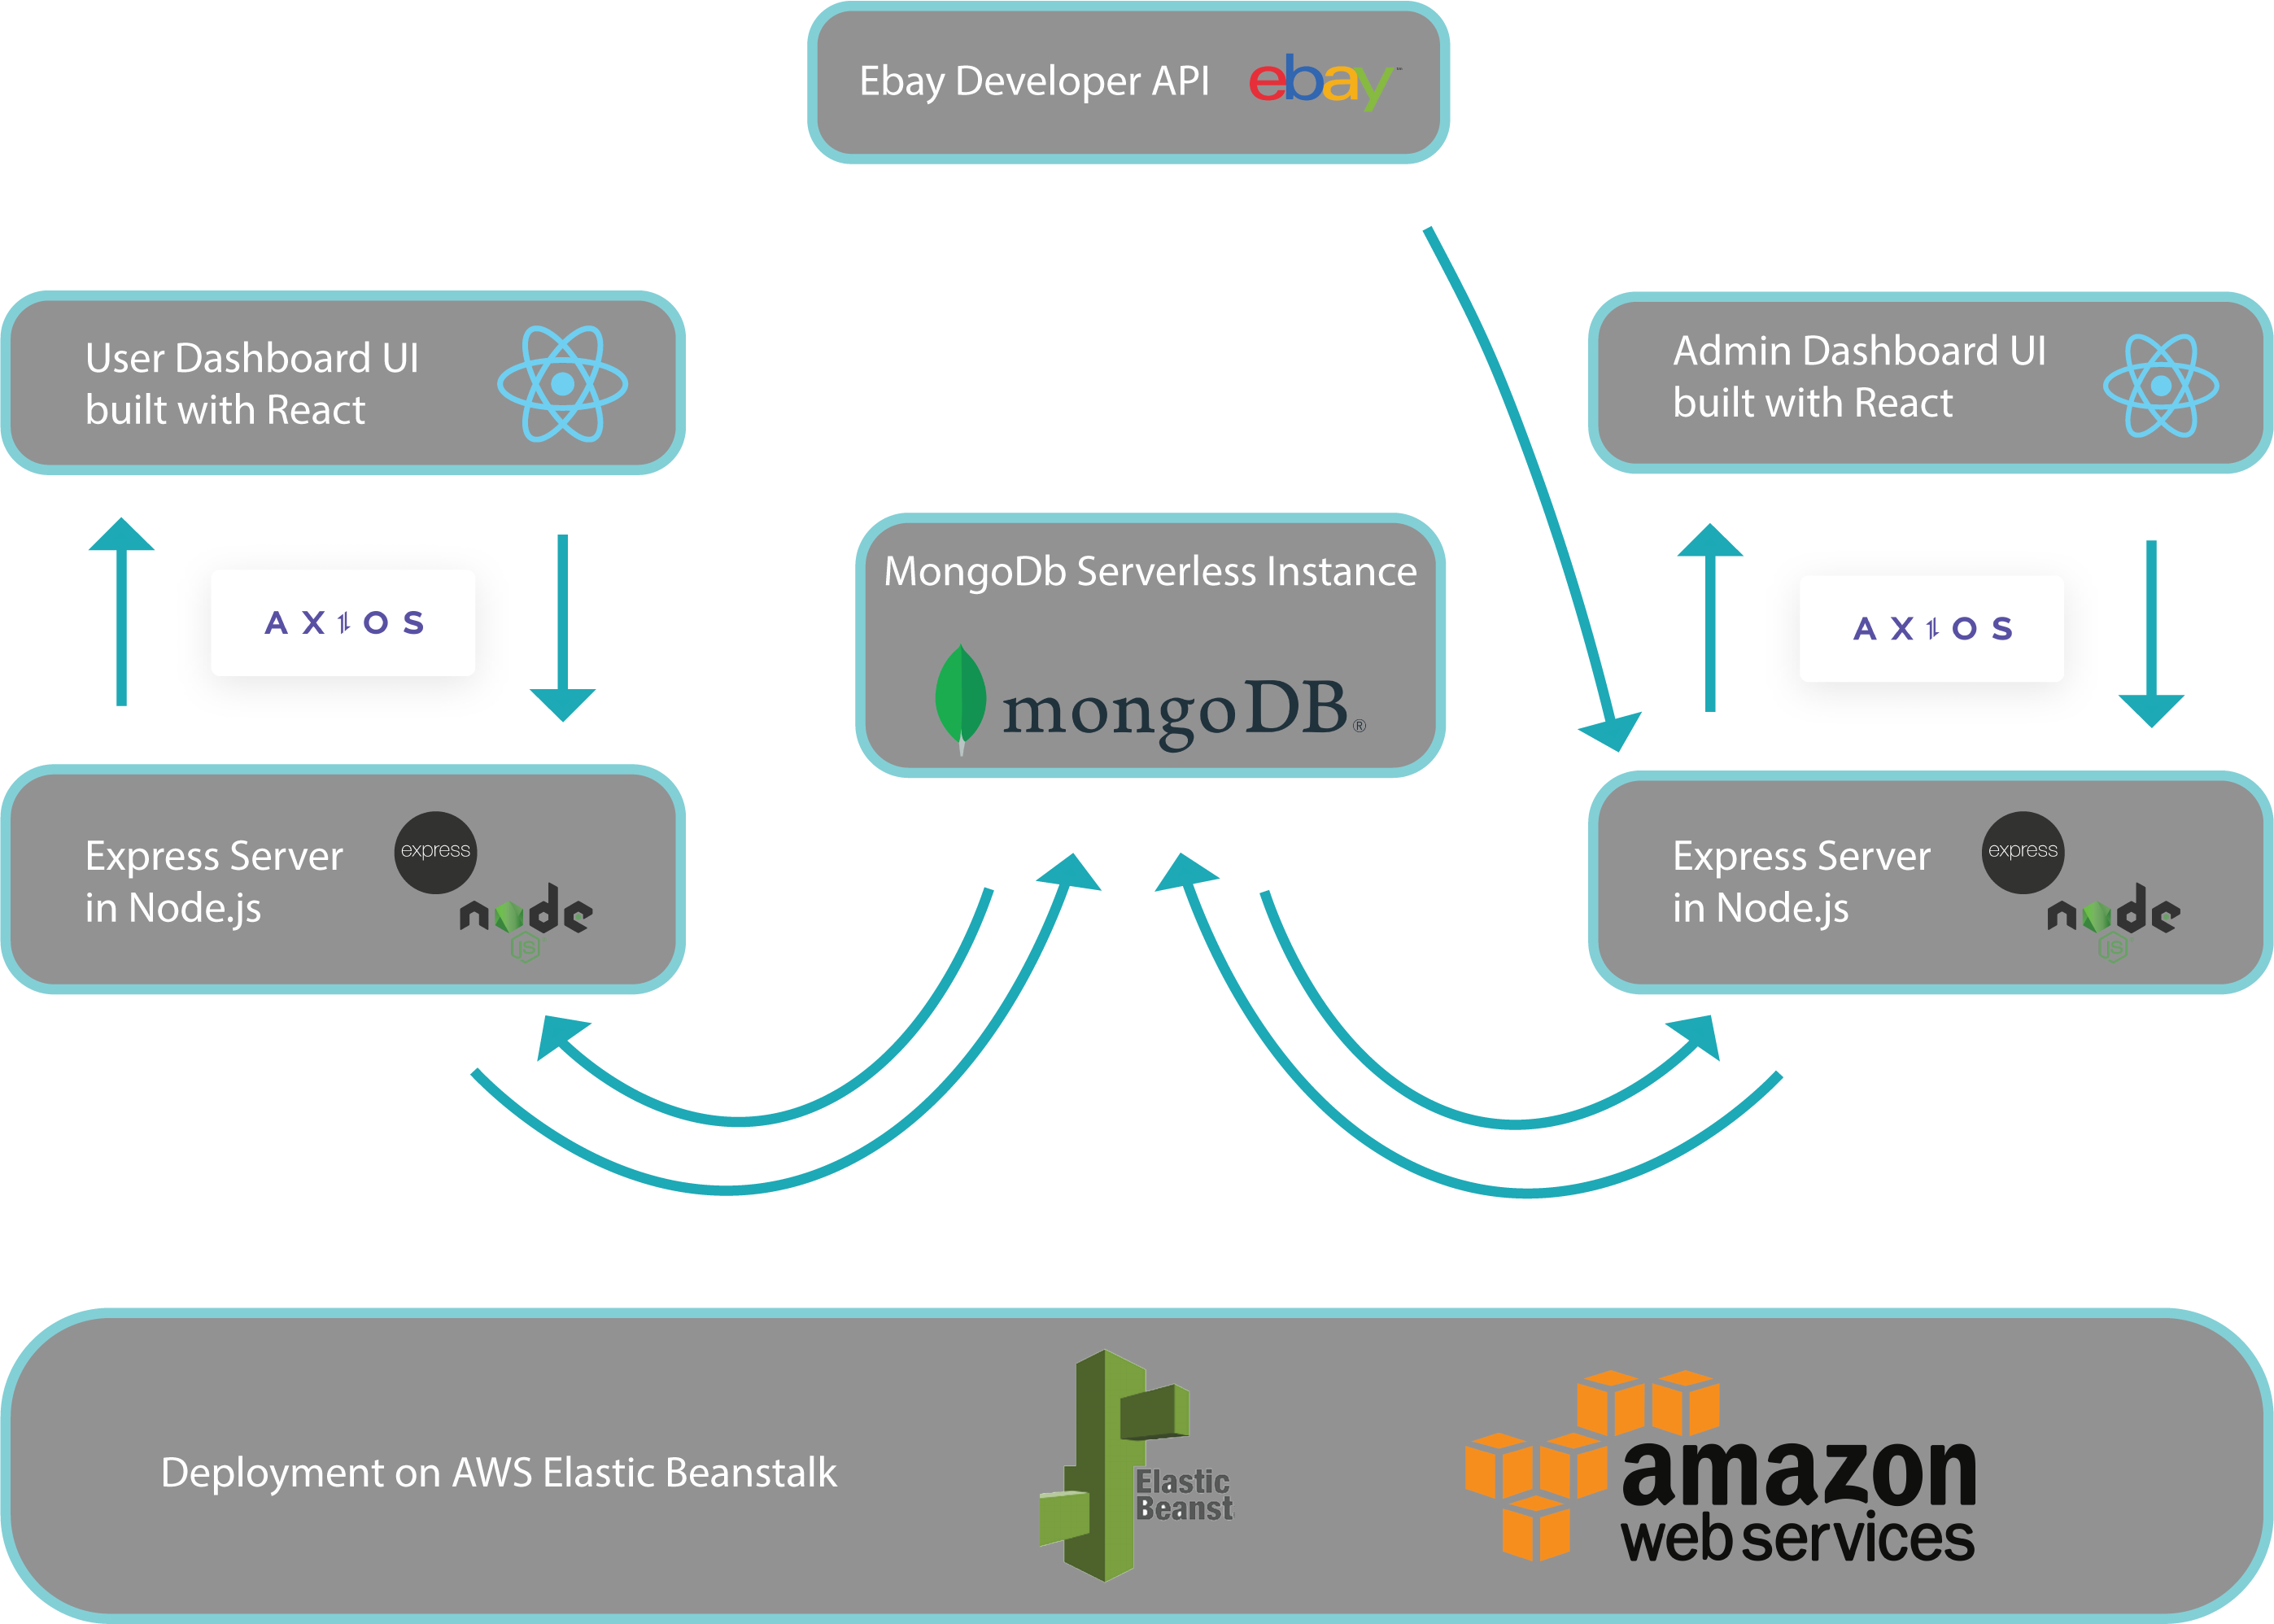 Ebay Developer API
ebay™
User Dashboard UI
built with React
Admin Dashboard UI
built with React
AXIOS
AXIOS
MongoDb Serverless Instance
mongoDB®
Express Server
in Node.js
express
node
JS
Express Server
in Node.js
express
node
JS
Deployment on AWS Elastic Beanstalk
Elastic
Beanst
amazon
web services